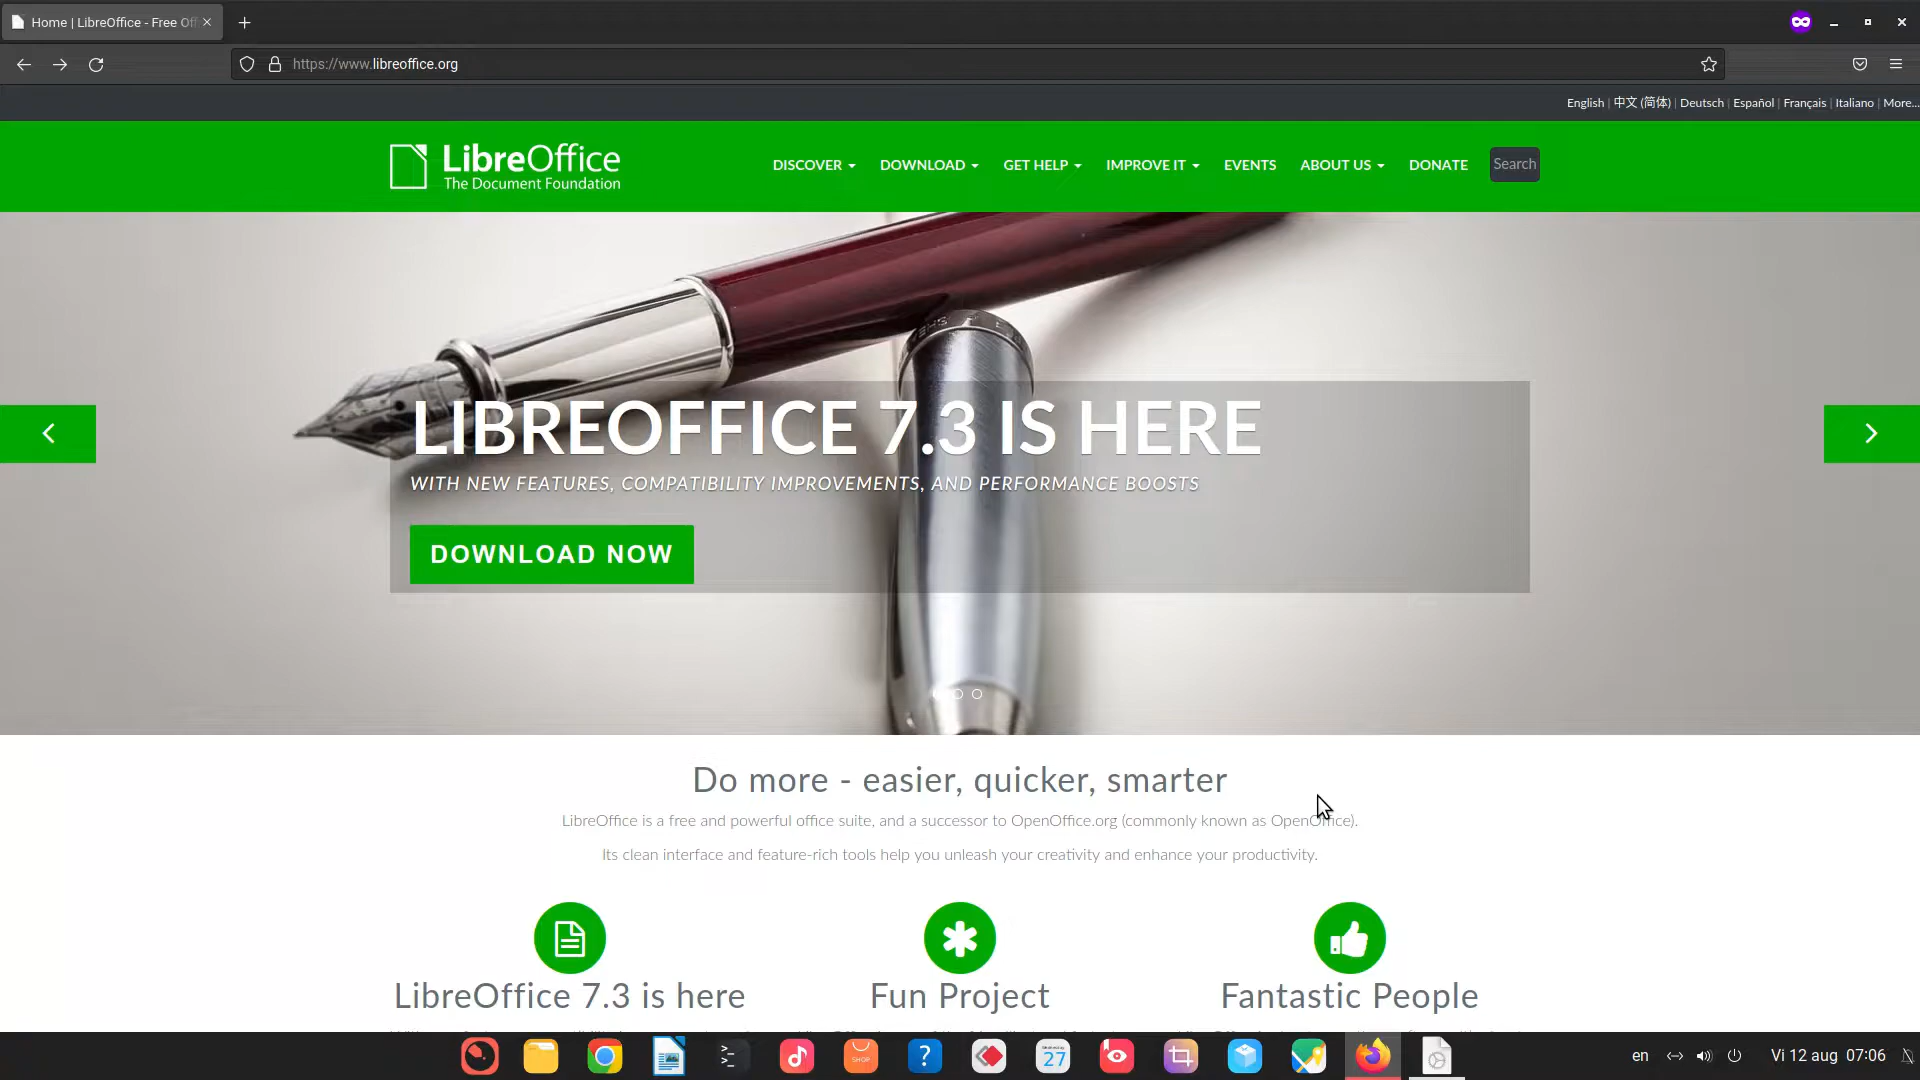 Home | LibreOffice - Free Off
https://www.libreoffice.org
English | 中文 (简体) | Deutsch | Español | Français | Italiano | More...
LibreOffice
The Document Foundation
DISCOVER
DOWNLOAD
GET HELP
IMPROVE IT
EVENTS
ABOUT US
DONATE
Search
LIBREOFFICE 7.3 IS HERE
WITH NEW FEATURES, COMPATIBILITY IMPROVEMENTS, AND PERFORMANCE BOOSTS
DOWNLOAD NOW
Do more - easier, quicker, smarter
LibreOffice is a free and powerful office suite, and a successor to OpenOffice.org (commonly known as OpenOffice).
Its clean interface and feature-rich tools help you unleash your creativity and enhance your productivity.
LibreOffice 7.3 is here
Fun Project
Fantastic People
SHOP
27
en
Vi 12 aug 07:06